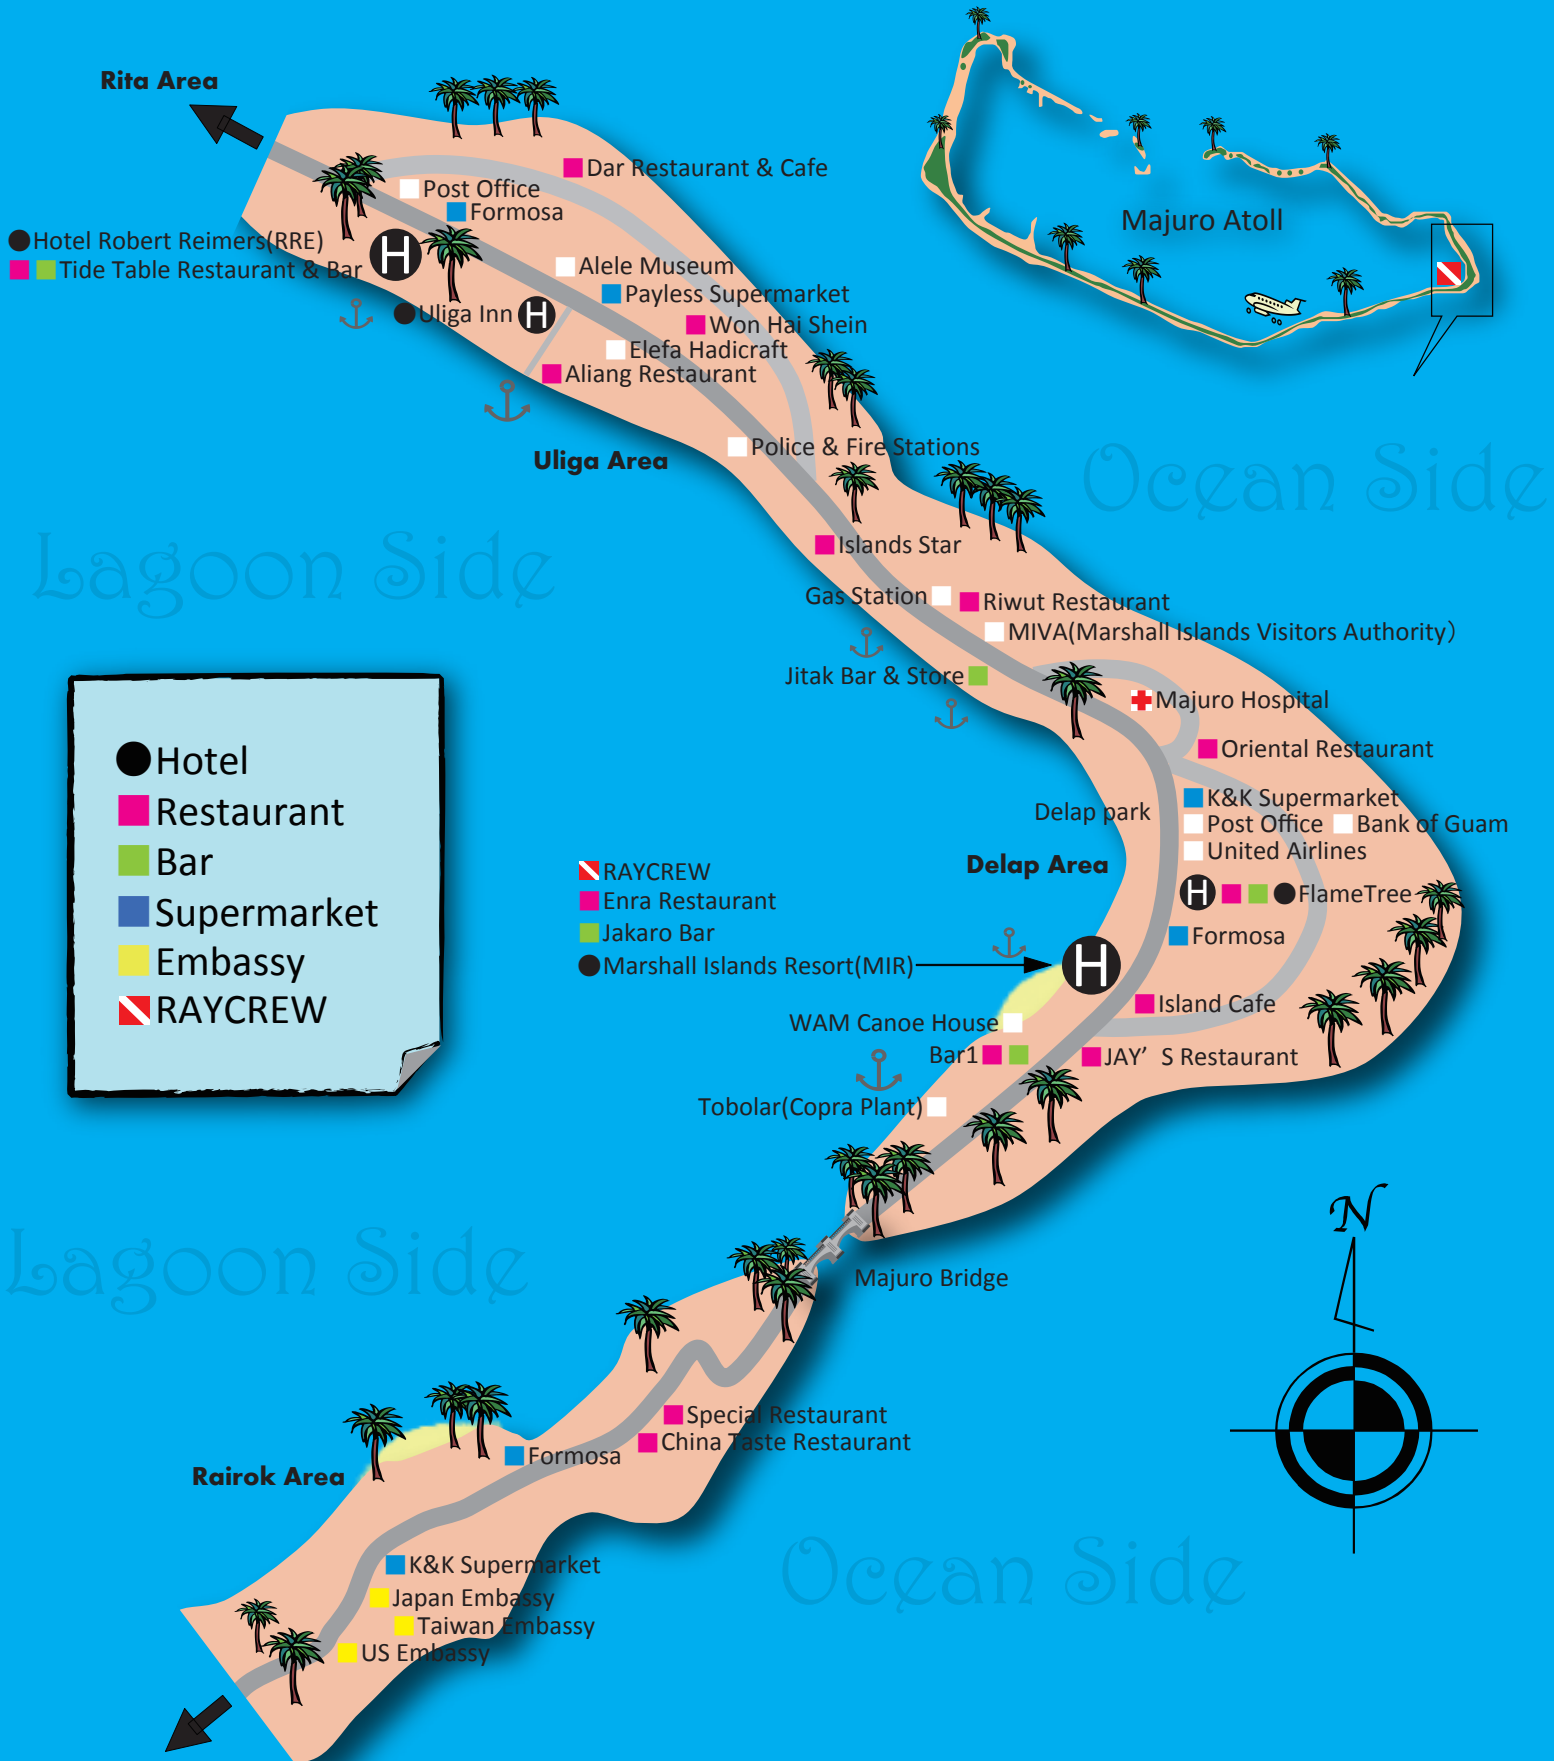 Rita Area
Dar Restaurant & Cafe
Post Office
Formosa
Hotel Robert Reimers(RRE)
Tide Table Restaurant & Bar
H
Alele Museum
Payless Supermarket
Uliga Inn
H
Won Hai Shein
Elefa Hadicraft
Aliang Restaurant
Majuro Atoll
Police & Fire Stations
Uliga Area
Ocean Side
Lagoon Side
Islands Star
Gas Station
Riwut Restaurant
MIVA(Marshall Islands Visitors Authority)
Jitak Bar & Store
Majuro Hospital
Oriental Restaurant
Hotel
Restaurant
Bar
Supermarket
Embassy
RAYCREW
K&K Supermarket
Delap park
Post Office
Bank of Guam
United Airlines
Delap Area
RAYCREW
Enra Restaurant
Jakaro Bar
Marshall Islands Resort(MIR)
H
FlameTree
Formosa
H
Island Cafe
WAM Canoe House
Bar1
JAY' S Restaurant
Tobolar(Copra Plant)
N
Lagoon Side
Majuro Bridge
Special Restaurant
China Taste Restaurant
Formosa
Rairok Area
Ocean Side
K&K Supermarket
Japan Embassy
Taiwan Embassy
US Embassy